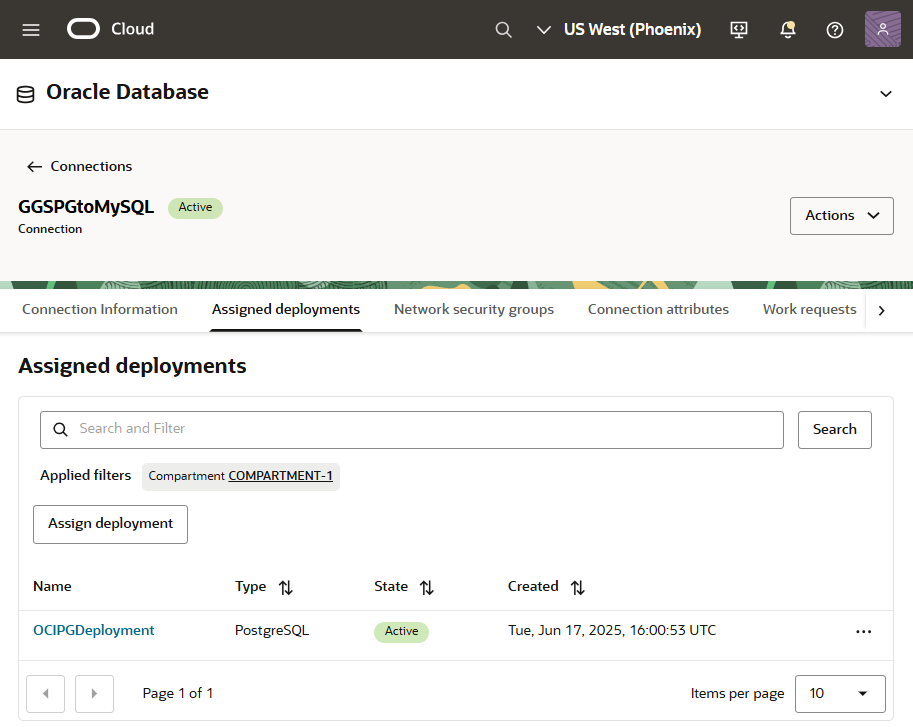 Cloud
US West (Phoenix)
Oracle Database
Connections
GGSPGtoMySQL Active
Connection
Actions
Connection Information Assigned deployments Network security groups Connection attributes Work requests
Assigned deployments
Search and Filter
Search
Applied filters Compartment COMPARTMENT-1
Assign deployment
Name Type State Created
OCIPGDeployment PostgreSQL Active Tue, Jun 17, 2025, 16:00:53 UTC
Page 1 of 1 Items per page 10